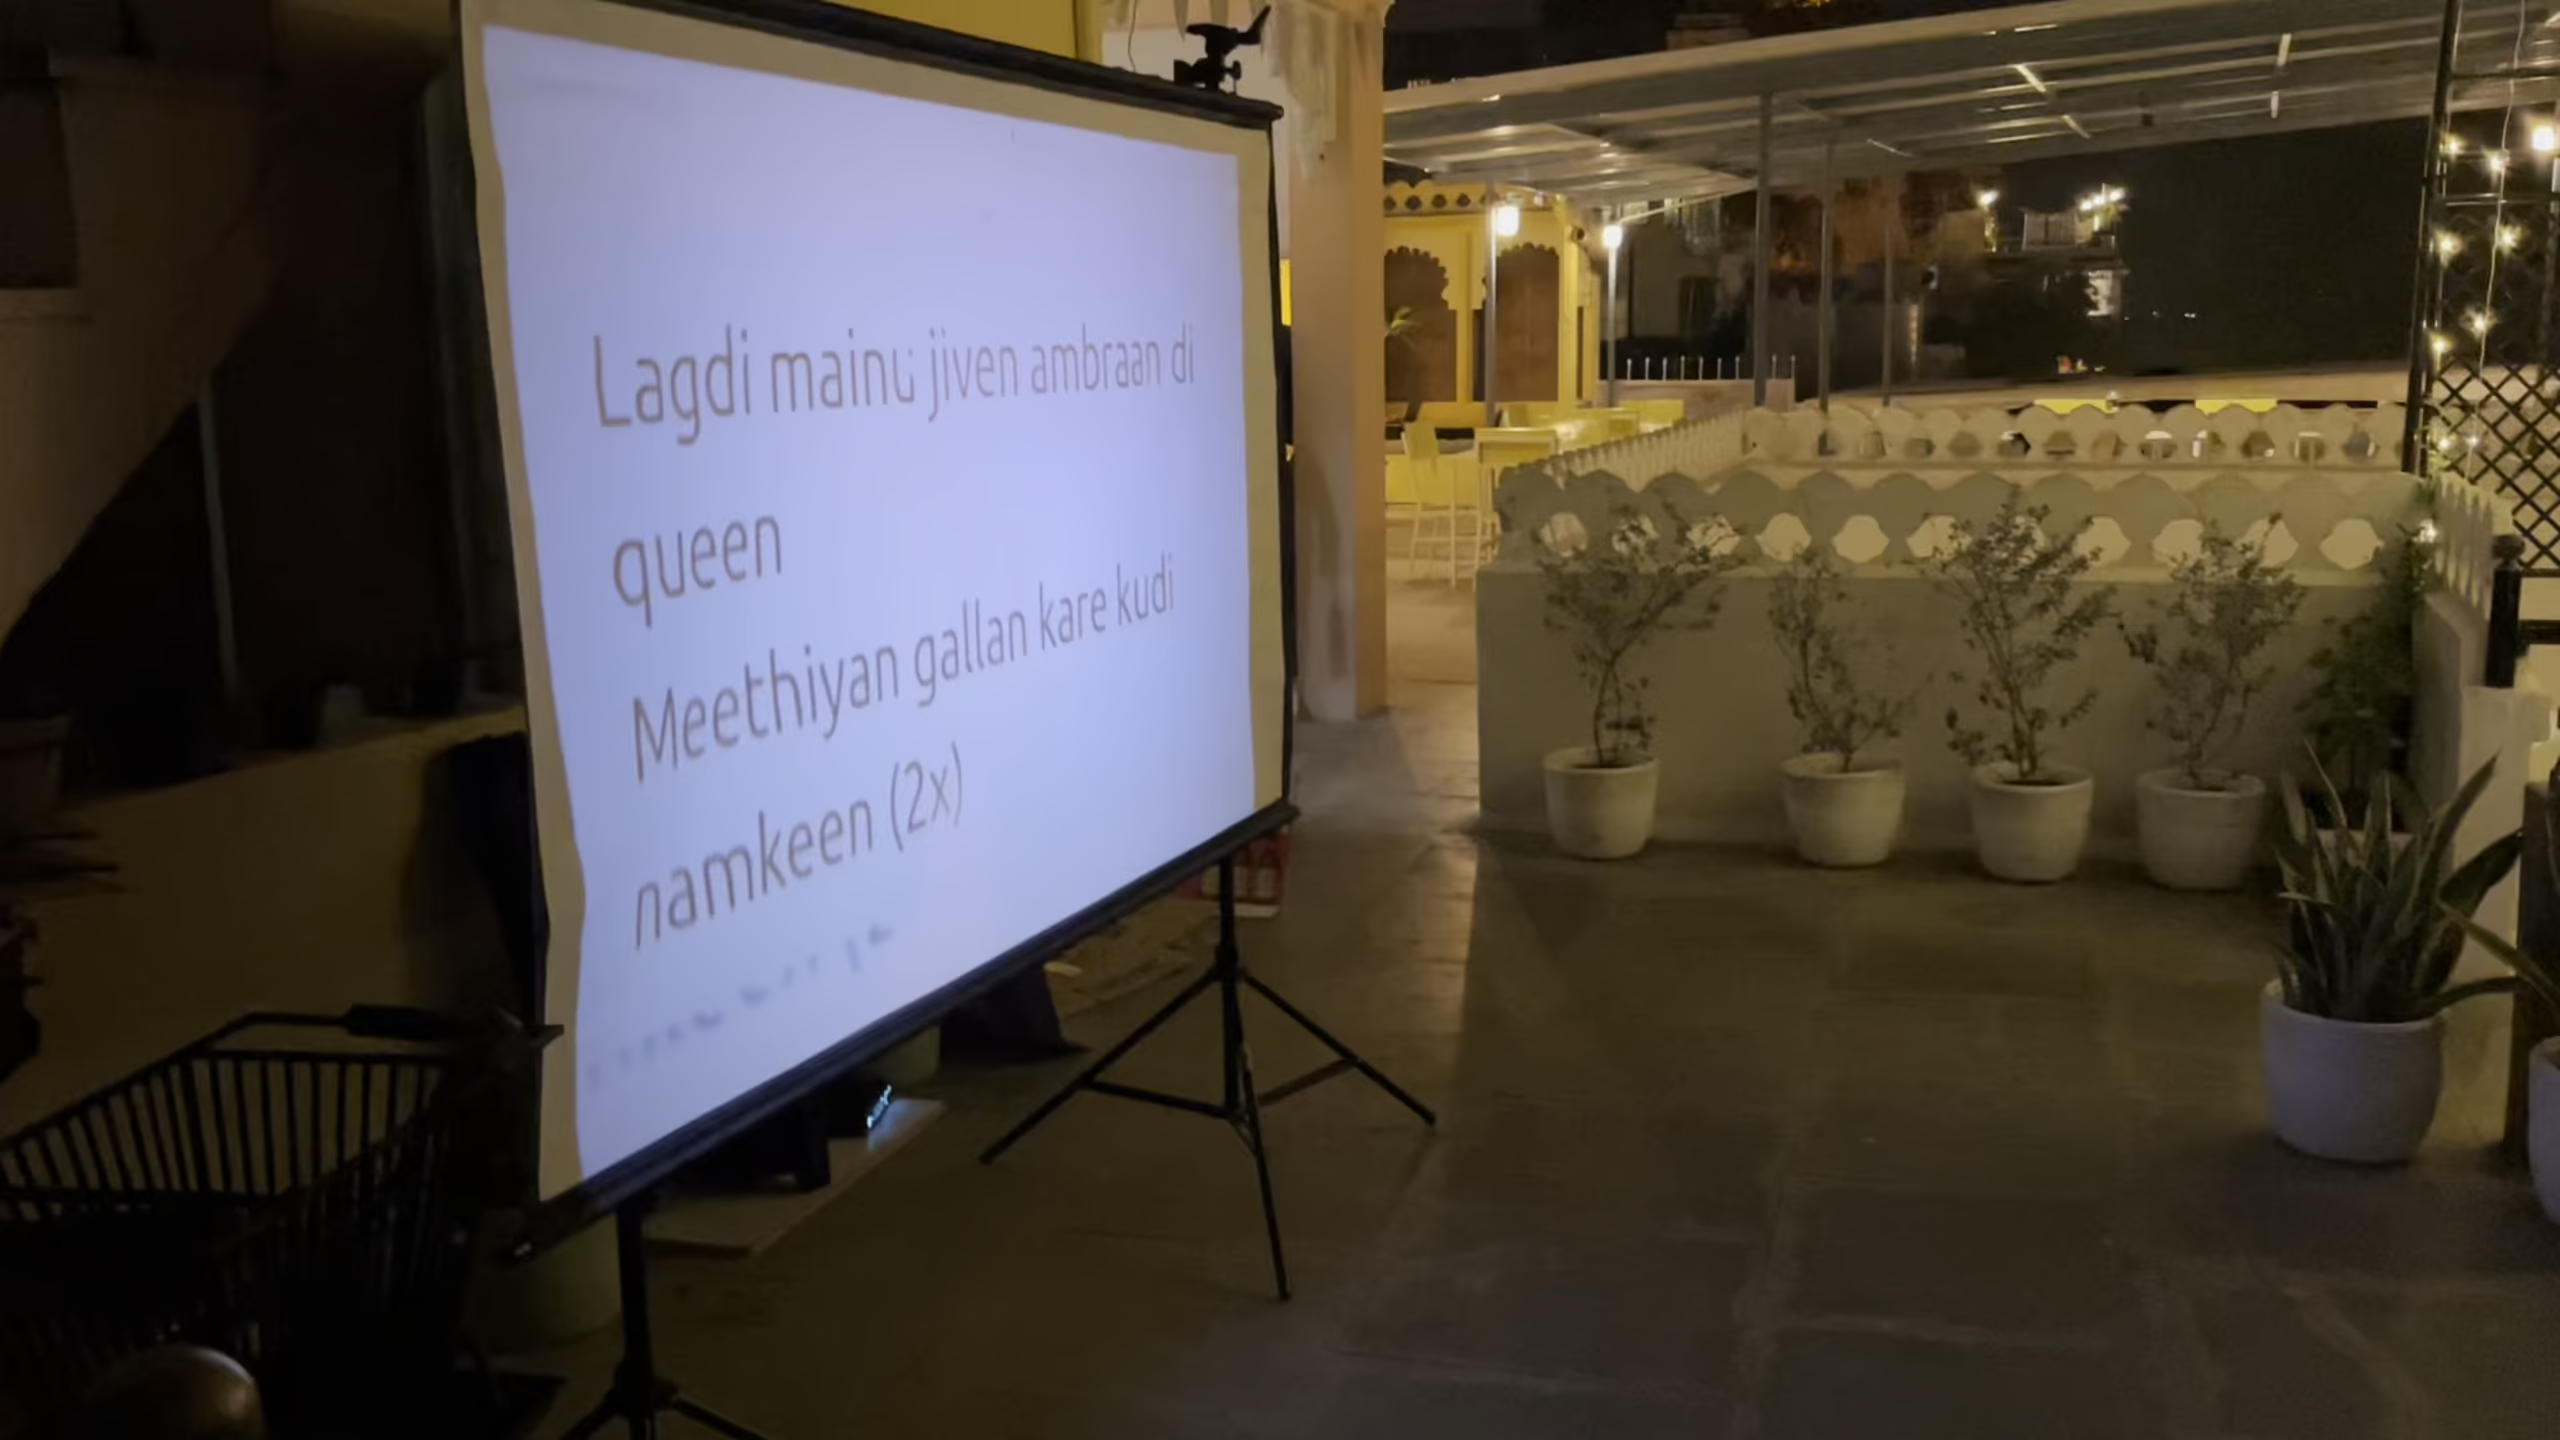 Lagdi mainu jiven ambraan di
queen
Meethiyan gallan kare kudi
namkeen (2x)